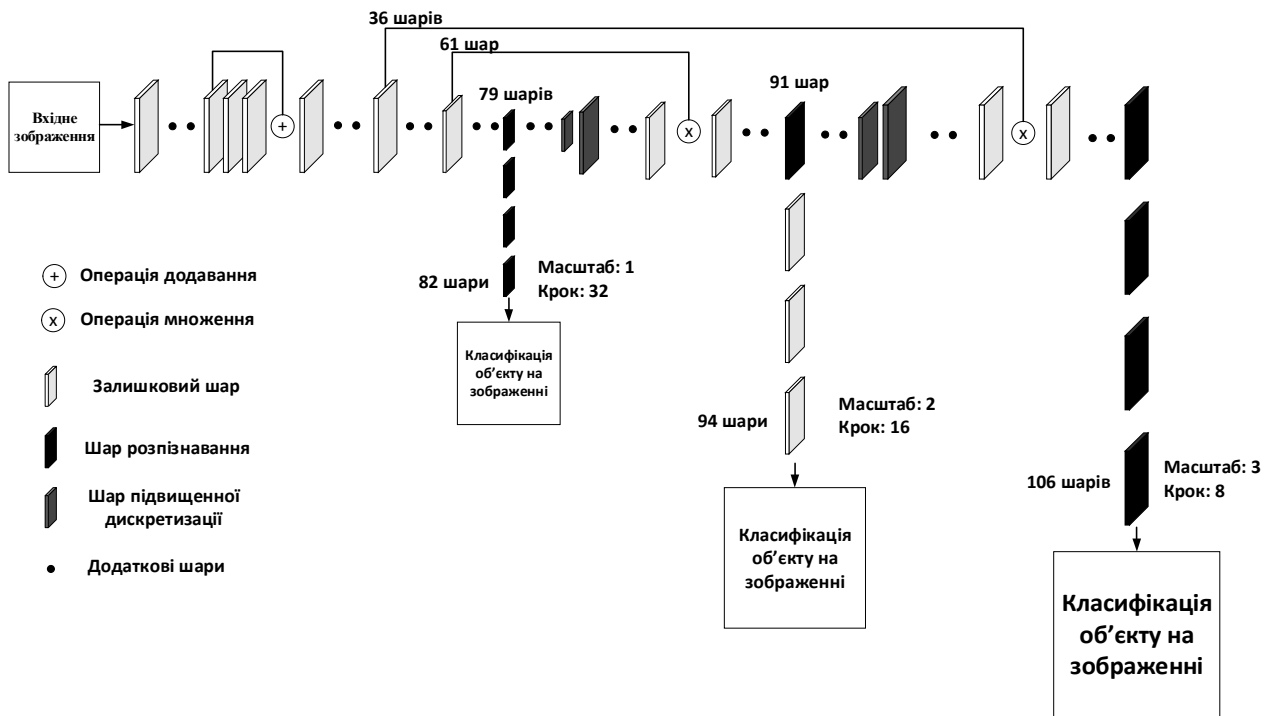 36 шарів
61 шар
79 шарів
91 шар
Вхідне
зображення
+
x
x
82 шари
Масштаб: 1
Крок: 32
+
Операція додавання
x
Операція множення
Класифікація
об’єкту на
зображенні
Залишковий шар
94 шари
Масштаб: 2
Крок: 16
Шар розпізнавання
106 шарів
Масштаб: 3
Крок: 8
Шар підвищенної
дискретизації
Класифікація
об’єкту на
зображенні
Додаткові шари
Класифікація
об’єкту на
зображенні